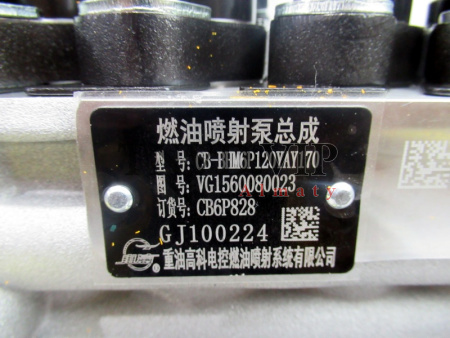 燃油喷射泵总成
型 号: CB-BHM6P120VAY170
图 号: VG1560080023
Almaty
订货号: CB6P828
GJ100224
重油高科电控燃油喷射系统有限公司